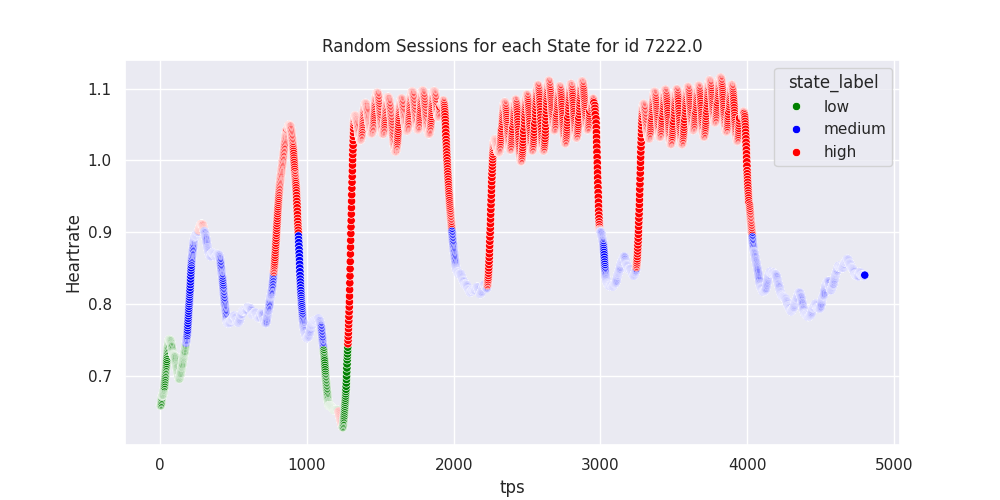 Random Sessions for each State for id 7222.0
Heartrate
1.1
1.0
0.9
0.8
0.7
state_label
low
medium
high
0
1000
2000
3000
4000
5000
tps